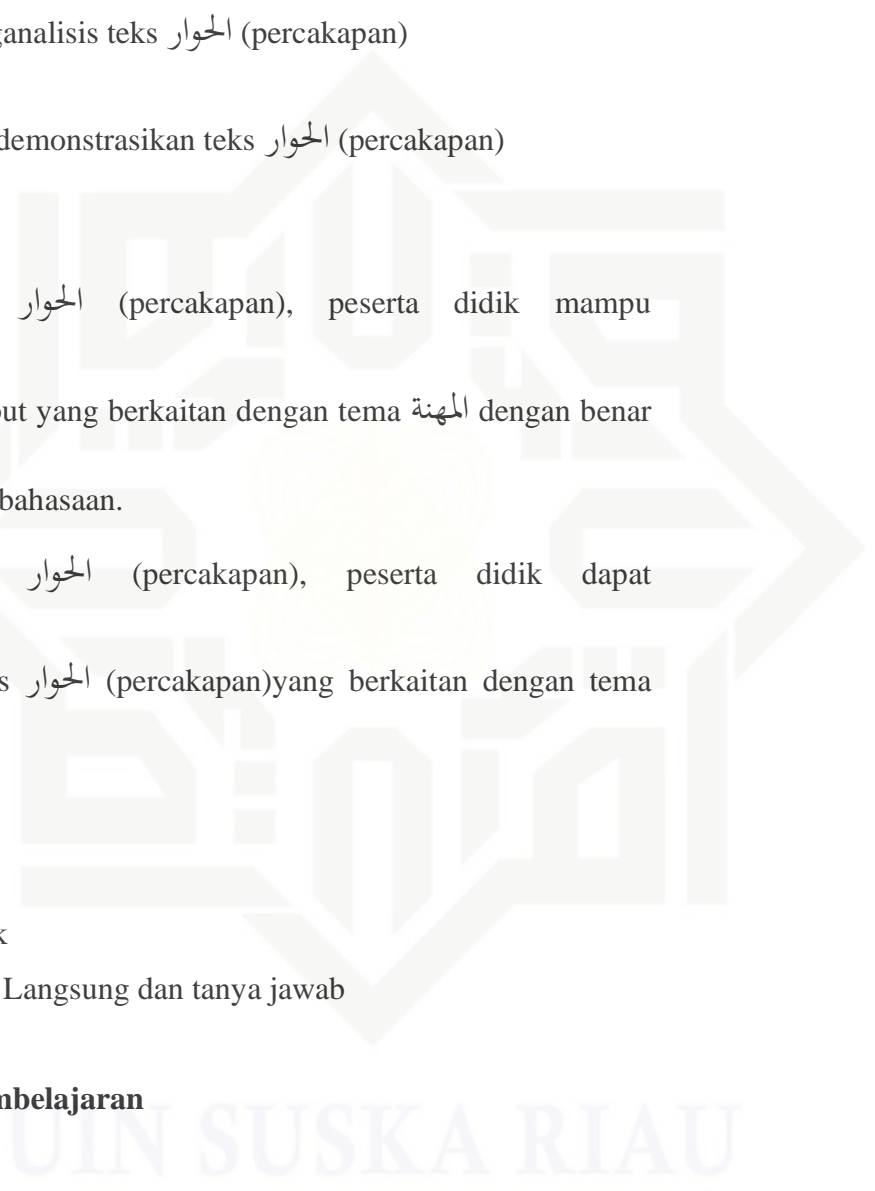 ganalisis teks الحوار (percakapan)
demonstrasikan teks الحوار (percakapan)
الحوار (percakapan), peserta didik mampu
but yang berkaitan dengan tema المهنة dengan benar
bahasaan.
الحوار (percakapan), peserta didik dapat
s الحوار (percakapan)yang berkaitan dengan tema
k
Langsung dan tanya jawab
mbelajaran
UIN SUSKA RIAU